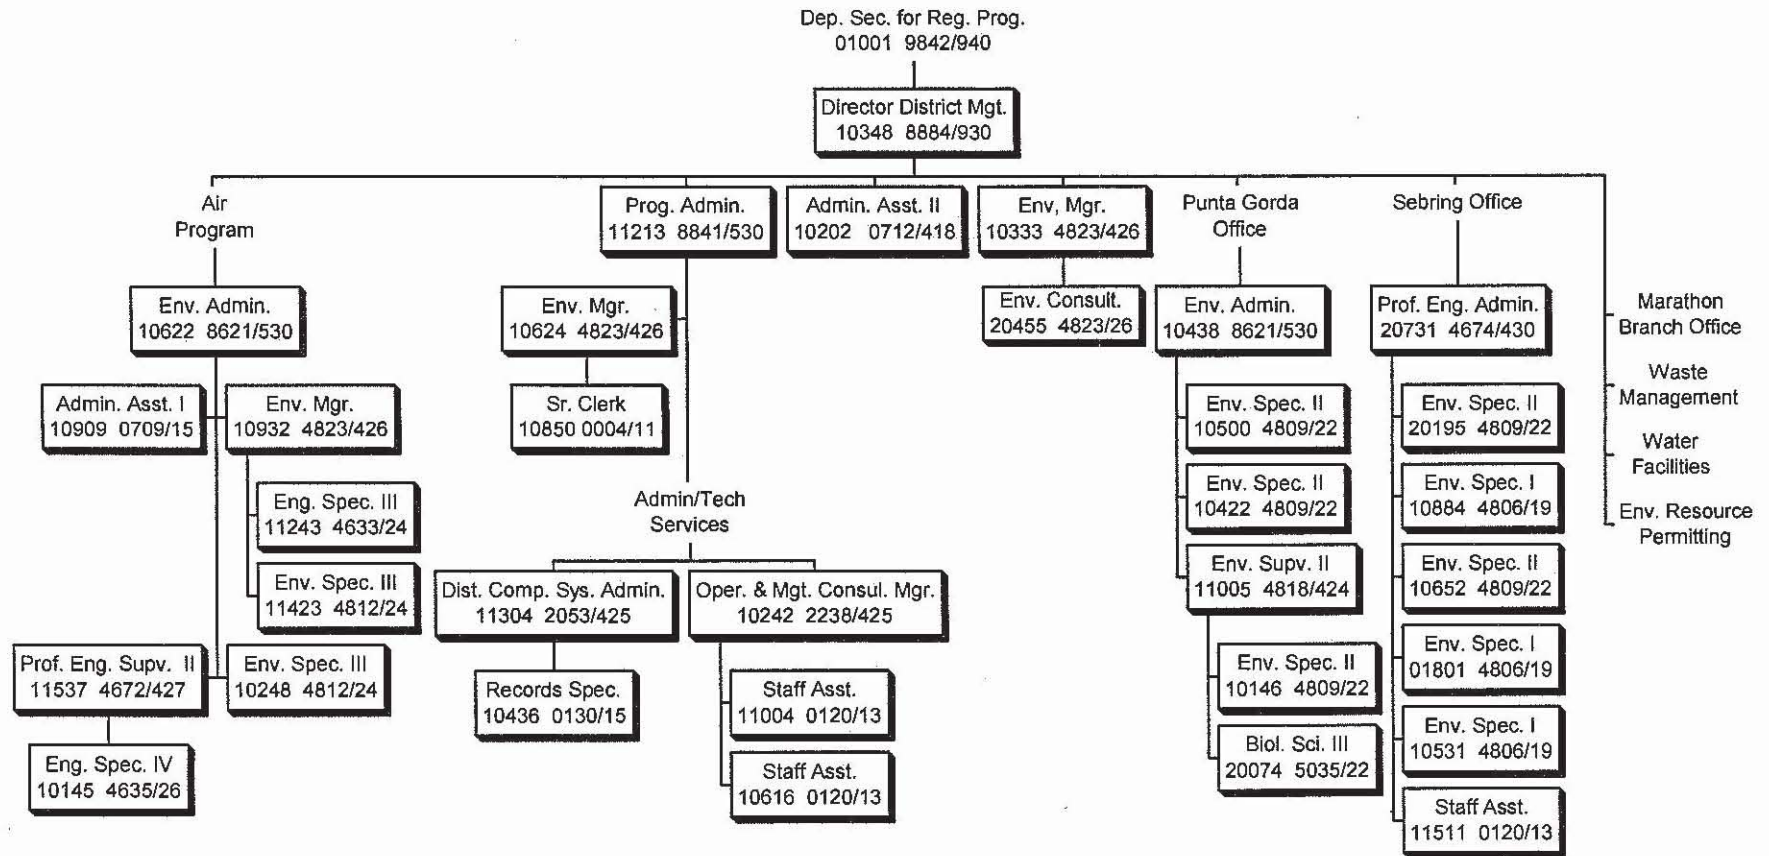 Dep. Sec. for Reg. Prog.
01001 9842/940
Director District Mgt.
10348 8884/930
Air
Program
Env. Admin.
10622 8621/530
Admin. Asst. I
10909 0709/15
Env. Mgr.
10932 4823/426
Eng. Spec. III
11243 4633/24
Env. Spec. III
11423 4812/24
Prof. Eng. Supv. II
11537 4672/427
Env. Spec. III
10248 4812/24
Eng. Spec. IV
10145 4635/26
Prog. Admin.
11213 8841/530
Env. Mgr.
10624 4823/426
Sr. Clerk
10850 0004/11
Admin/Tech
Services
Dist. Comp. Sys. Admin.
11304 2053/425
Records Spec.
10436 0130/15
Oper. & Mgt. Consul. Mgr.
10242 2238/425
Staff Asst.
11004 0120/13
Staff Asst.
10616 0120/13
Admin. Asst. II
10202 0712/418
Env, Mgr.
10333 4823/426
Env. Consult.
20455 4823/26
Punta Gorda
Office
Env. Admin.
10438 8621/530
Env. Spec. II
10500 4809/22
Env. Spec. II
10422 4809/22
Env. Supv. II
11005 4818/424
Env. Spec. II
10146 4809/22
Biol. Sci. III
20074 5035/22
Sebring Office
Prof. Eng. Admin.
20731 4674/430
Env. Spec. II
20195 4809/22
Env. Spec. I
10884 4806/19
Env. Spec. II
10652 4809/22
Env. Spec. I
01801 4806/19
Env. Spec. I
10531 4806/19
Staff Asst.
11511 0120/13
Marathon
Branch Office
Waste
Management
Water
Facilities
Env. Resource
Permitting